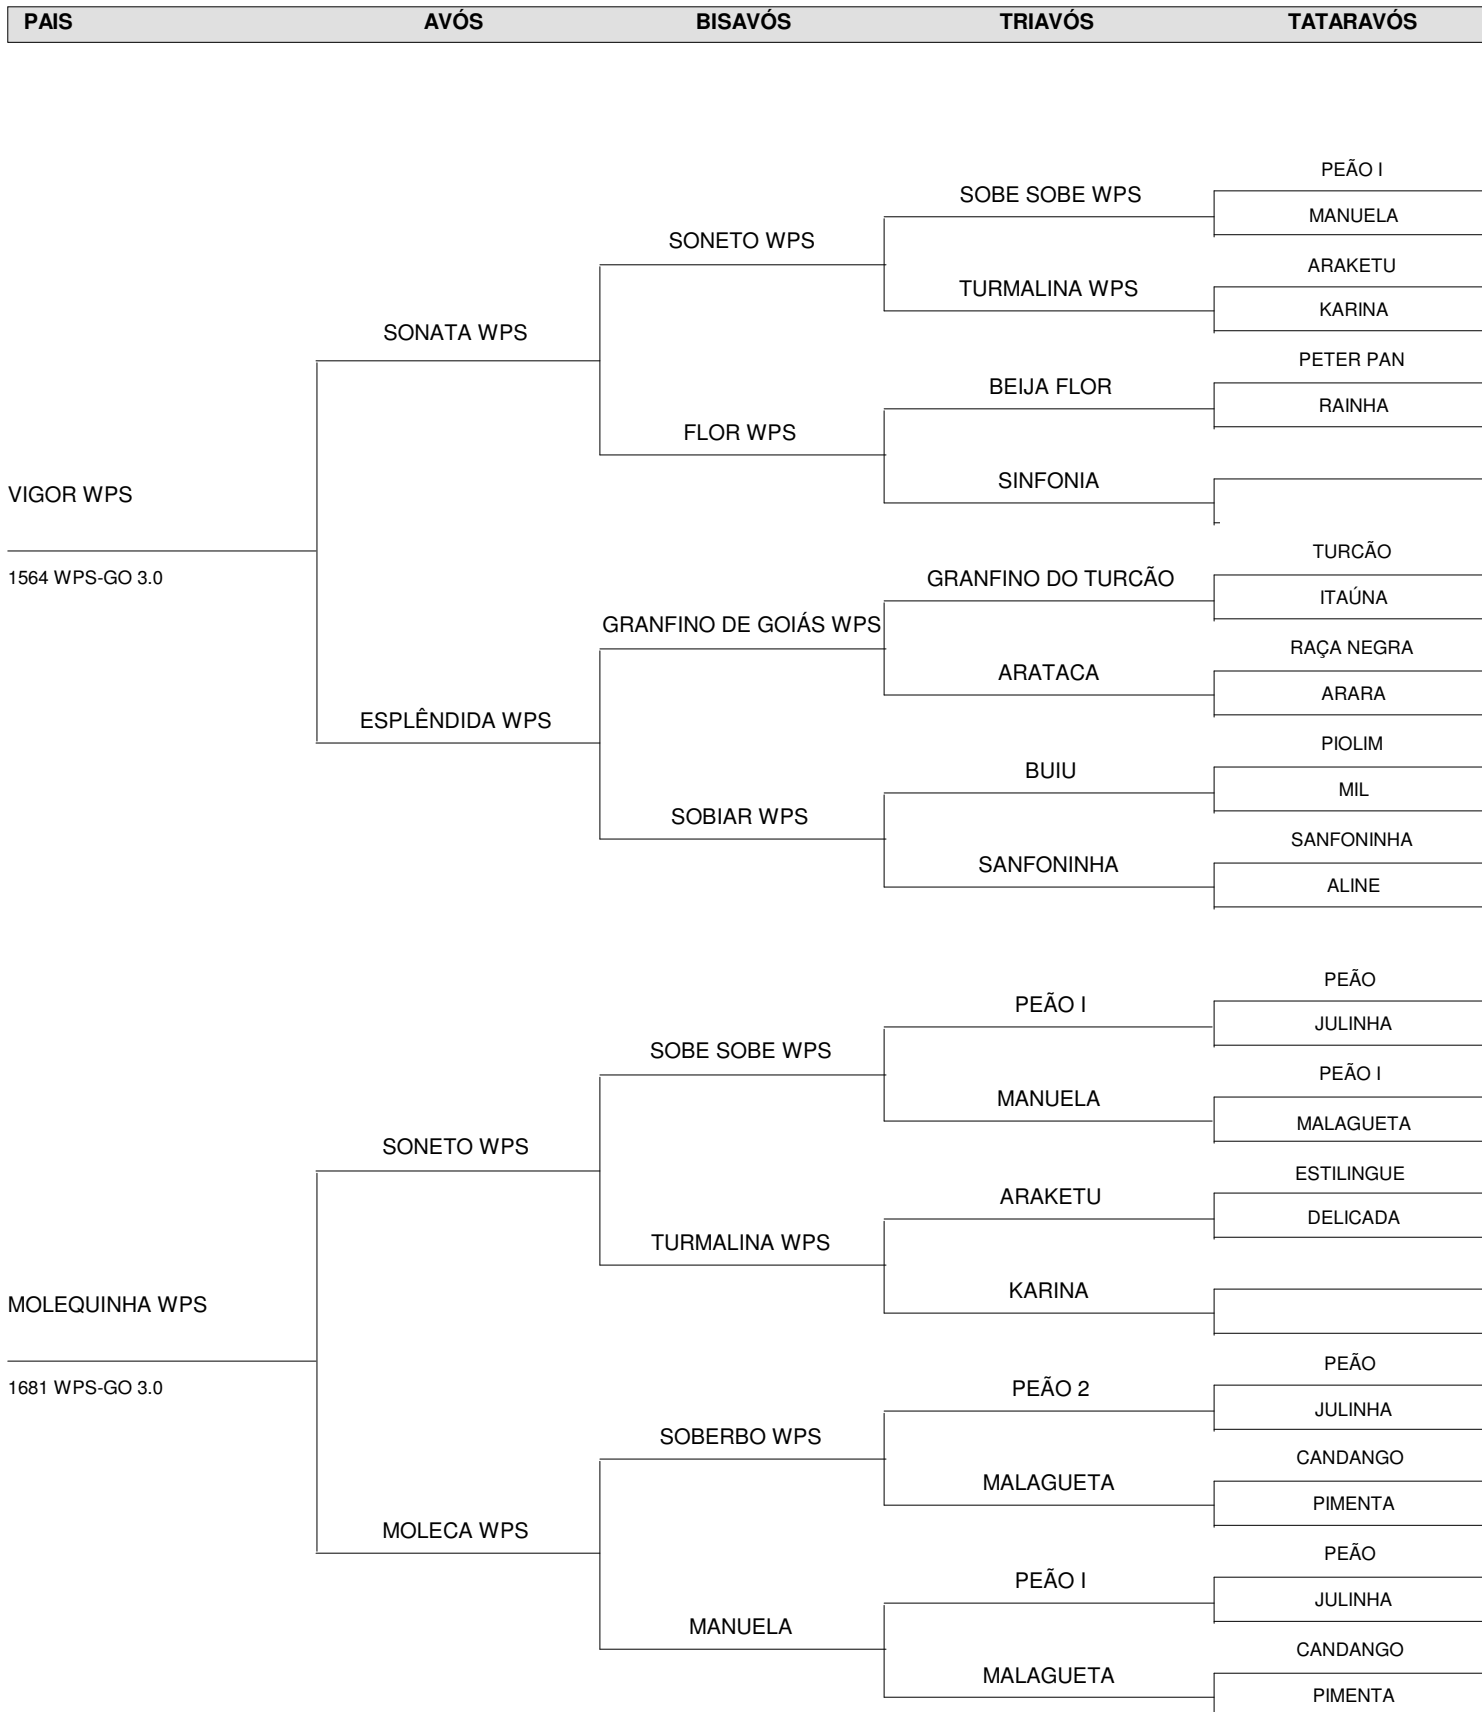 PAIS AVÓS BISAVÓS TRIAVÓS TATARAVÓS
PEÃO I
SOBE SOBE WPS
MANUELA
SONETO WPS
ARAKETU
TURMALINA WPS
KARINA
SONATA WPS
PETER PAN
BEIJA FLOR
RAINHA
FLOR WPS
SINFONIA
VIGOR WPS
TURCÃO
1564 WPS-GO 3.0
GRANFINO DO TURCÃO
ITAÚNA
GRANFINO DE GOIÁS WPS
RAÇA NEGRA
ARATACA
ARARA
ESPLÊNDIDA WPS
PIOLIM
BUIU
MIL
SOBIAR WPS
SANFONINHA
SANFONINHA
ALINE
PEÃO
PEÃO I
JULINHA
SOBE SOBE WPS
PEÃO I
MANUELA
MALAGUETA
SONETO WPS
ESTILINGUE
ARAKETU
DELICADA
TURMALINA WPS
KARINA
MOLEQUINHA WPS
PEÃO
1681 WPS-GO 3.0
PEÃO 2
JULINHA
SOBERBO WPS
CANDANGO
MALAGUETA
PIMENTA
MOLECA WPS
PEÃO
PEÃO I
JULINHA
MANUELA
CANDANGO
MALAGUETA
PIMENTA